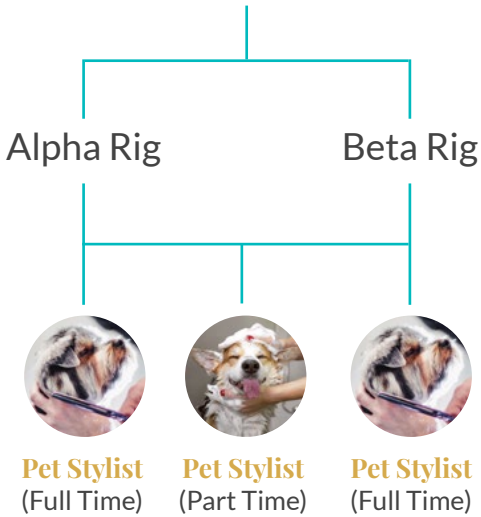 Alpha Rig
Beta Rig
Pet Stylist
(Full Time)
Pet Stylist
(Part Time)
Pet Stylist
(Full Time)